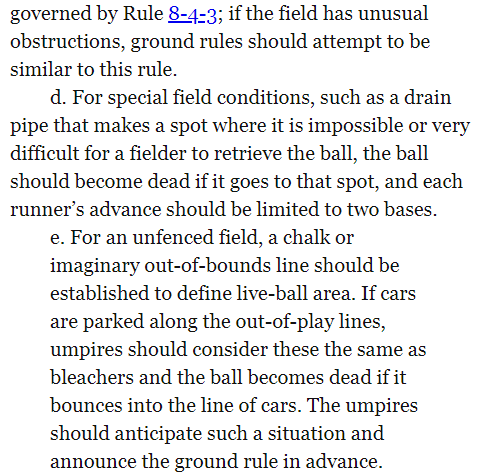 governed by Rule 8-4-3; if the field has unusual
obstructions, ground rules should attempt to be
similar to this rule.
d. For special field conditions, such as a drain
pipe that makes a spot where it is impossible or very
difficult for a fielder to retrieve the ball, the ball
should become dead if it goes to that spot, and each
runner’s advance should be limited to two bases.
e. For an unfenced field, a chalk or
imaginary out-of-bounds line should be
established to define live-ball area. If cars
are parked along the out-of-play lines,
umpires should consider these the same as
bleachers and the ball becomes dead if it
bounces into the line of cars. The umpires
should anticipate such a situation and
announce the ground rule in advance.